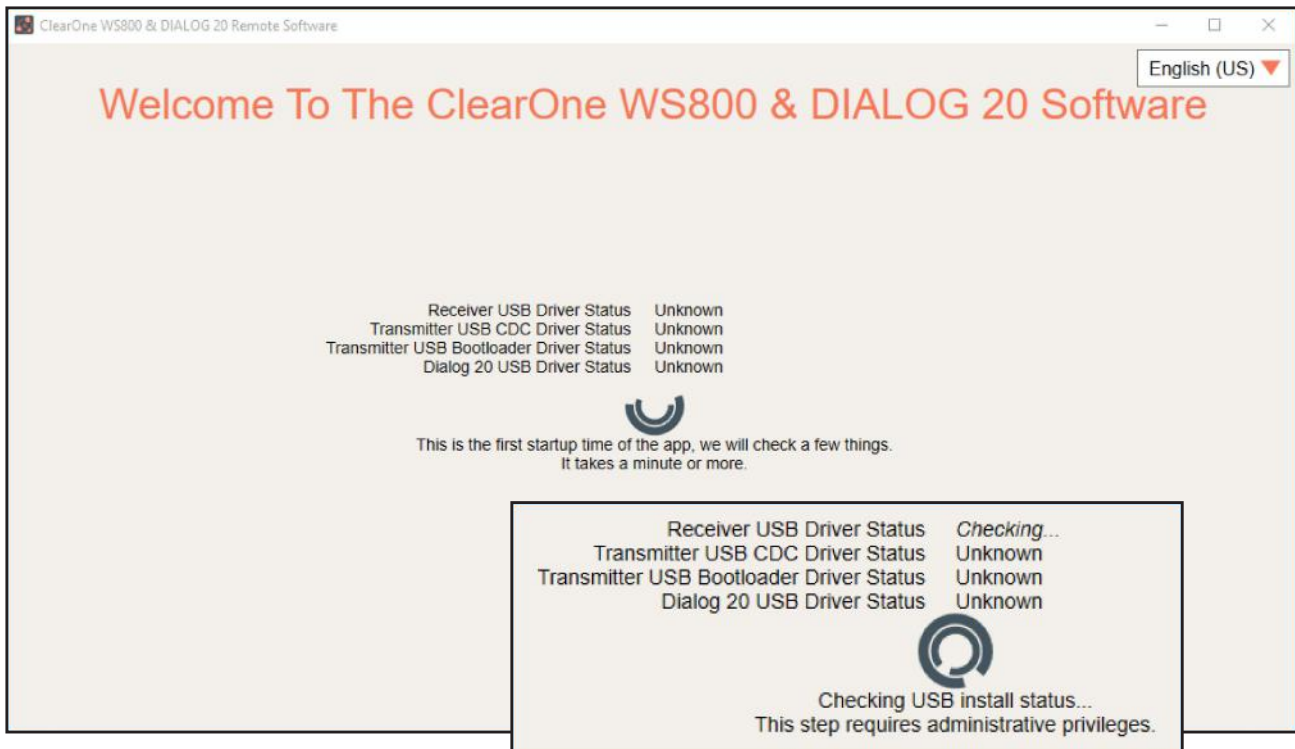 ClearOne WS800 & DIALOG 20 Remote Software
English (US)
Welcome To The ClearOne WS800 & DIALOG 20 Software
Receiver USB Driver Status Unknown
Transmitter USB CDC Driver Status Unknown
Transmitter USB Bootloader Driver Status Unknown
Dialog 20 USB Driver Status Unknown
This is the first startup time of the app, we will check a few things.
It takes a minute or more.
Receiver USB Driver Status Checking...
Transmitter USB CDC Driver Status Unknown
Transmitter USB Bootloader Driver Status Unknown
Dialog 20 USB Driver Status Unknown
Checking USB install status...
This step requires administrative privileges.